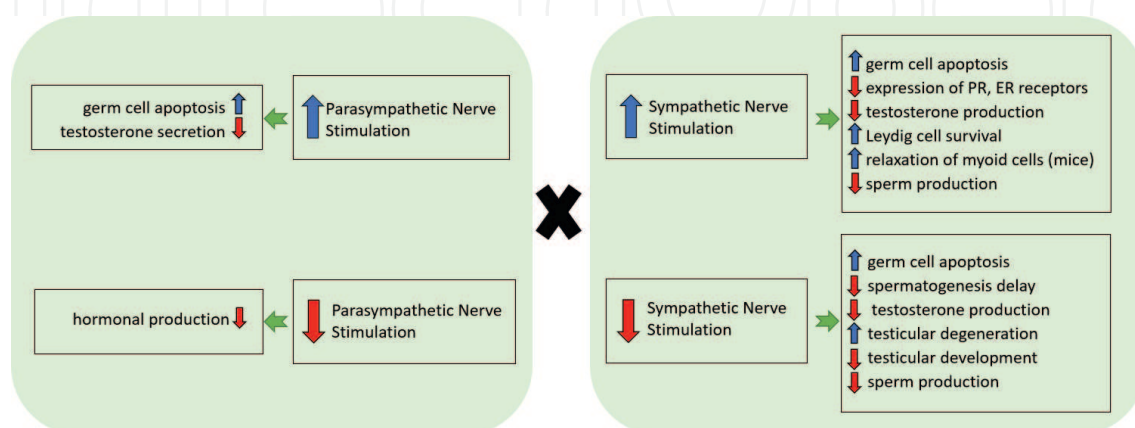 germ cell apoptosis
testosterone secretion
Parasympathetic Nerve
Stimulation
hormonal production
Parasympathetic Nerve
Stimulation
Sympathetic Nerve
Stimulation
germ cell apoptosis
expression of PR, ER receptors
testosterone production
Leydig cell survival
relaxation of myoid cells (mice)
sperm production
Sympathetic Nerve
Stimulation
germ cell apoptosis
spermatogenesis delay
testosterone production
testicular degeneration
testicular development
sperm production